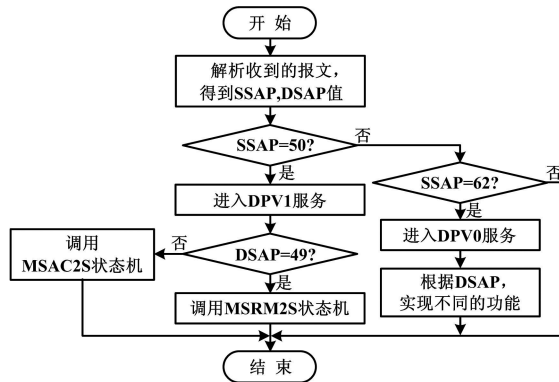 开 始
解析收到的报文，
得到SSAP,DSAP值
SSAP=50?
否
是
SSAP=62?
否
进入DPV1服务
是
进入DPV0服务
DSAP=49?
否
调用
MSAC2S状态机
是
根据DSAP，
实现不同的功能
调用MSRM2S状态机
结 束